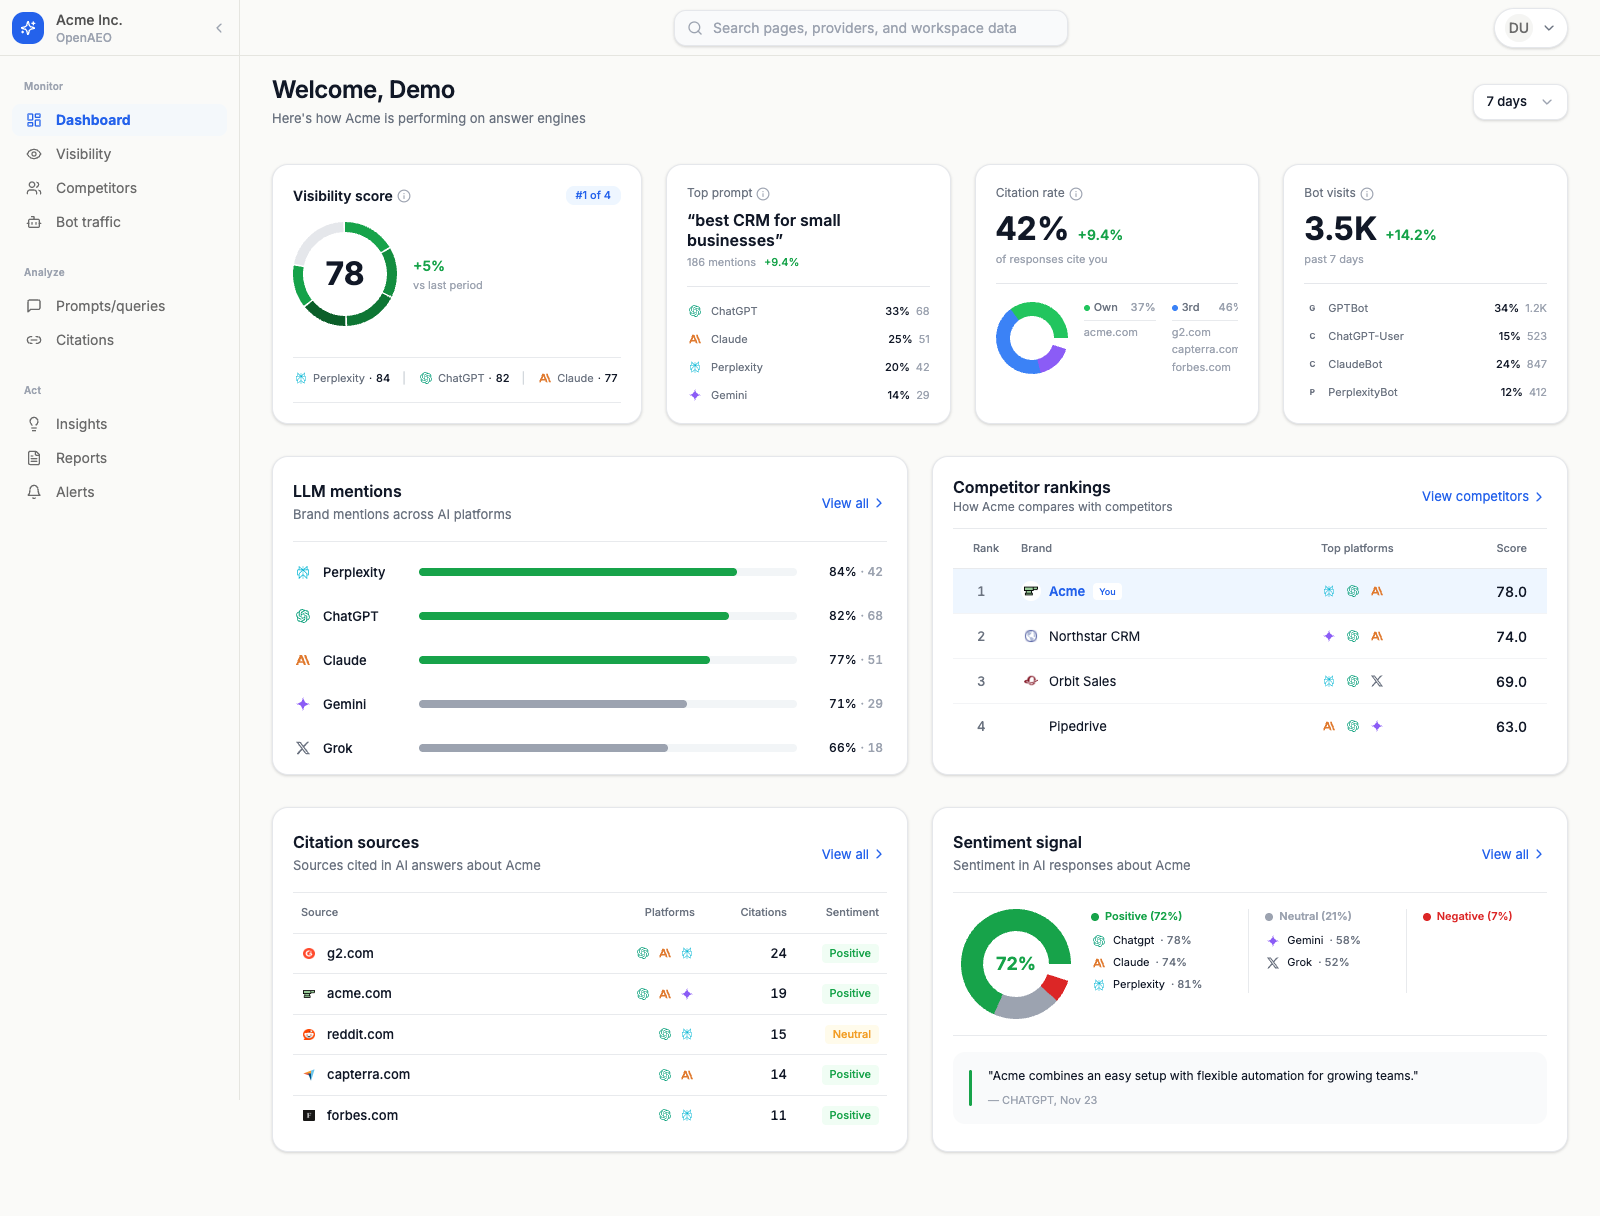 Acme Inc.
OpenAEO
Search pages, providers, and workspace data
DU
Monitor
Dashboard
Visibility
Competitors
Bot traffic
Analyze
Prompts/queries
Citations
Act
Insights
Reports
Alerts
Welcome, Demo
Here's how Acme is performing on answer engines
7 days
Visibility score
#1 of 4
78
+5%
vs last period
Perplexity · 84
ChatGPT · 82
Claude · 77
Top prompt
“best CRM for small
businesses”
186 mentions +9.4%
ChatGPT 33% 68
Claude 25% 51
Perplexity 20% 42
Gemini 14% 29
Citation rate
42% +9.4%
of responses cite you
Own 37%
acme.com
3rd 46%
g2.com
capterra.com
forbes.com
Bot visits
3.5K +14.2%
past 7 days
G GPTBot 34% 1.2K
C ChatGPT-User 15% 523
C ClaudeBot 24% 847
P PerplexityBot 12% 412
LLM mentions
Brand mentions across AI platforms
View all
Perplexity 84% · 42
ChatGPT 82% · 68
Claude 77% · 51
Gemini 71% · 29
Grok 66% · 18
Competitor rankings
How Acme compares with competitors
View competitors
Rank Brand Top platforms Score
1 Acme You 78.0
2 Northstar CRM 74.0
3 Orbit Sales 69.0
4 Pipedrive 63.0
Citation sources
Sources cited in AI answers about Acme
View all
Source Platforms Citations Sentiment
g2.com 24 Positive
acme.com 19 Positive
reddit.com 15 Neutral
capterra.com 14 Positive
forbes.com 11 Positive
Sentiment signal
Sentiment in AI responses about Acme
View all
72%
Positive (72%)
Chatgpt · 78%
Claude · 74%
Perplexity · 81%
Neutral (21%)
Gemini · 58%
Grok · 52%
Negative (7%)
"Acme combines an easy setup with flexible automation for growing teams."
— CHATGPT, Nov 23